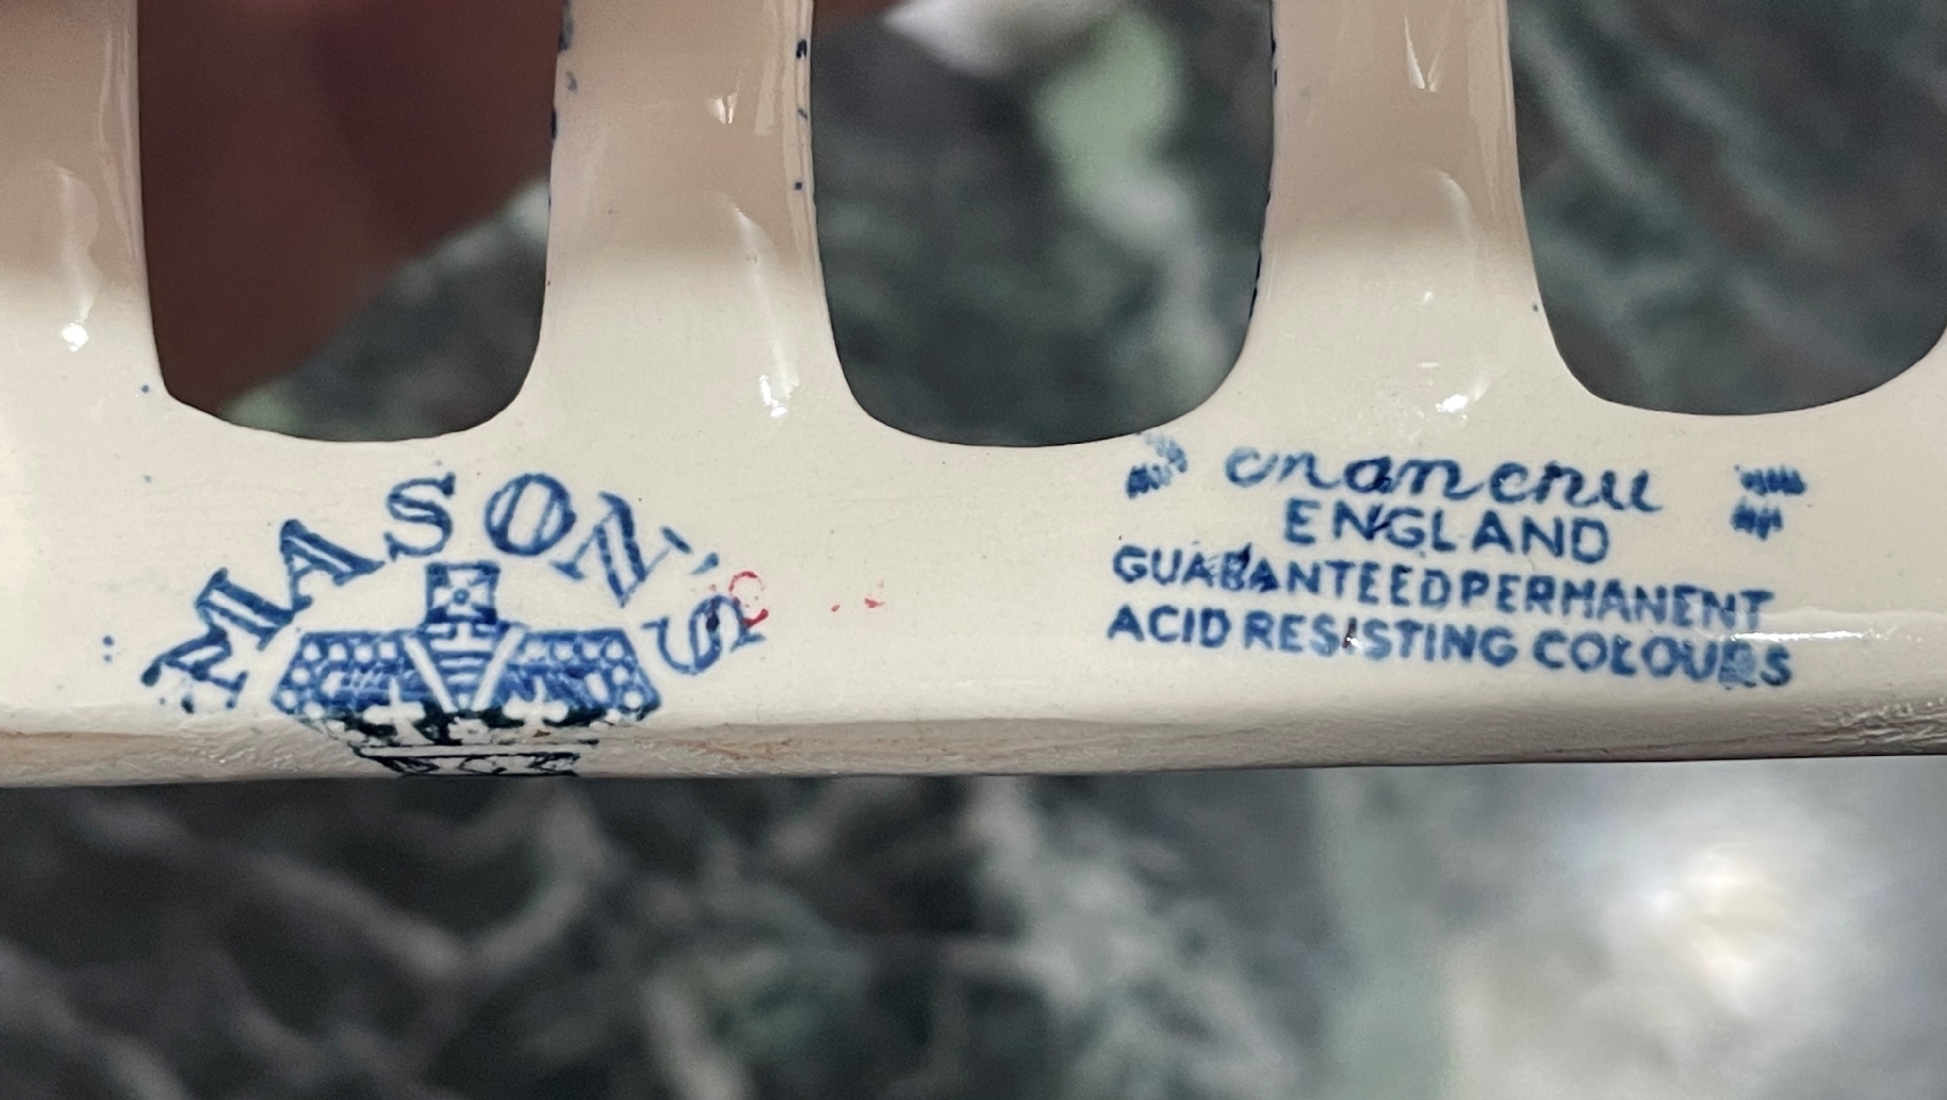 MASON'S
ENGLAND
GUARANTEED PERMANENT
ACID RESISTING COLOURS